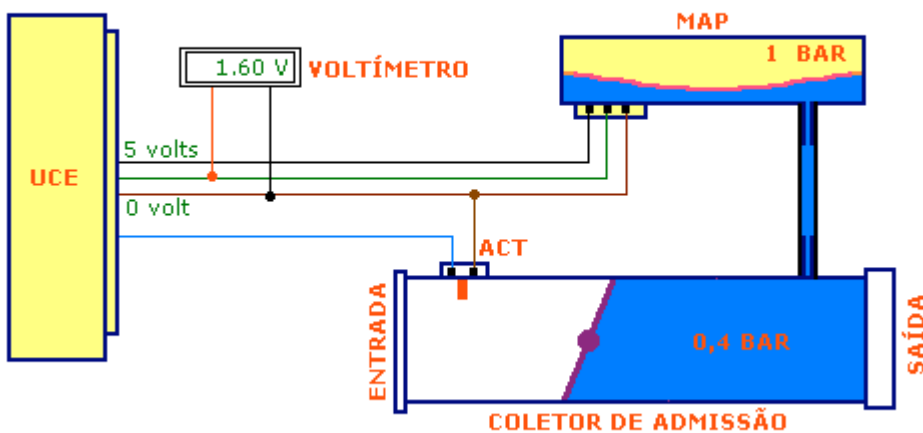 MAP
1 BAR
1.60 V
VOLTÍMETRO
5 volts
UCE
0 volt
ACT
ENTRADA
0,4 BAR
SAÍDA
COLETOR DE ADMISSÃO